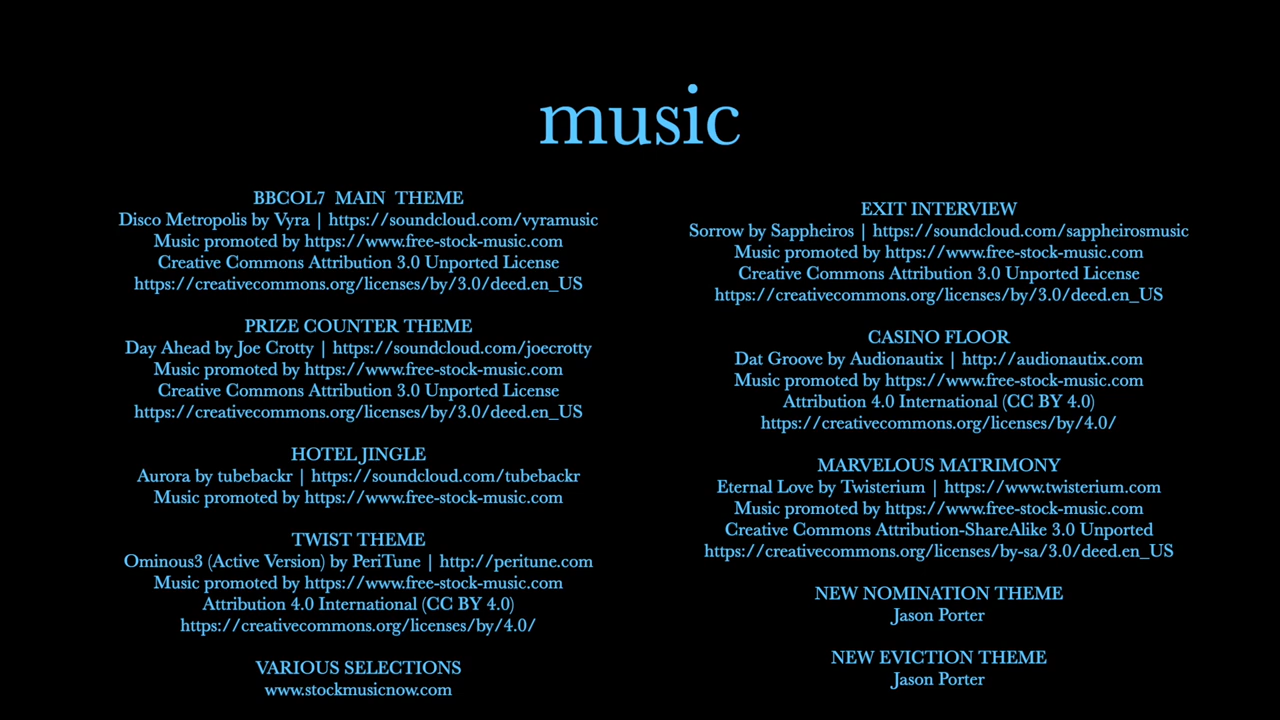 music
BBCOL7 MAIN THEME
Disco Metropolis by Vyra | https://soundcloud.com/vyramusic
Music promoted by https://www.free-stock-music.com
Creative Commons Attribution 3.0 Unported License
https://creativecommons.org/licenses/by/3.0/deed.en_US
PRIZE COUNTER THEME
Day Ahead by Joe Crotty | https://soundcloud.com/joecrotty
Music promoted by https://www.free-stock-music.com
Creative Commons Attribution 3.0 Unported License
https://creativecommons.org/licenses/by/3.0/deed.en_US
HOTEL JINGLE
Aurora by tubebackr | https://soundcloud.com/tubebackr
Music promoted by https://www.free-stock-music.com
TWIST THEME
Ominous3 (Active Version) by PeriTune | http://peritune.com
Music promoted by https://www.free-stock-music.com
Attribution 4.0 International (CC BY 4.0)
https://creativecommons.org/licenses/by/4.0/
VARIOUS SELECTIONS
www.stockmusicnow.com
EXIT INTERVIEW
Sorrow by Sappheiros | https://soundcloud.com/sappheirosmusic
Music promoted by https://www.free-stock-music.com
Creative Commons Attribution 3.0 Unported License
https://creativecommons.org/licenses/by/3.0/deed.en_US
CASINO FLOOR
Dat Groove by Audionautix | http://audionautix.com
Music promoted by https://www.free-stock-music.com
Attribution 4.0 International (CC BY 4.0)
https://creativecommons.org/licenses/by/4.0/
MARVELOUS MATRIMONY
Eternal Love by Twisterium | https://www.twisterium.com
Music promoted by https://www.free-stock-music.com
Creative Commons Attribution-ShareAlike 3.0 Unported
https://creativecommons.org/licenses/by-sa/3.0/deed.en_US
NEW NOMINATION THEME
Jason Porter
NEW EVICTION THEME
Jason Porter